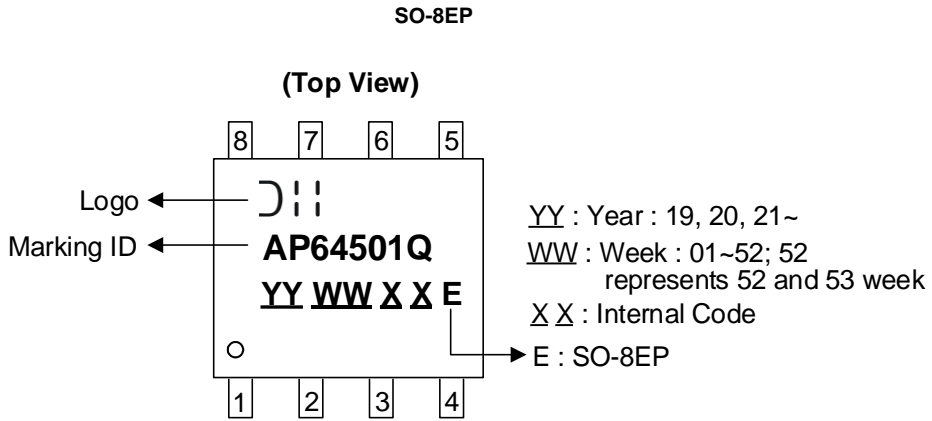 SO-8EP
(Top View)
8 7 6 5
Logo
Marking ID
AP64501Q
YY WW X X E
YY : Year : 19, 20, 21~
WW : Week : 01~52; 52
represents 52 and 53 week
X X : Internal Code
E : SO-8EP
1 2 3 4